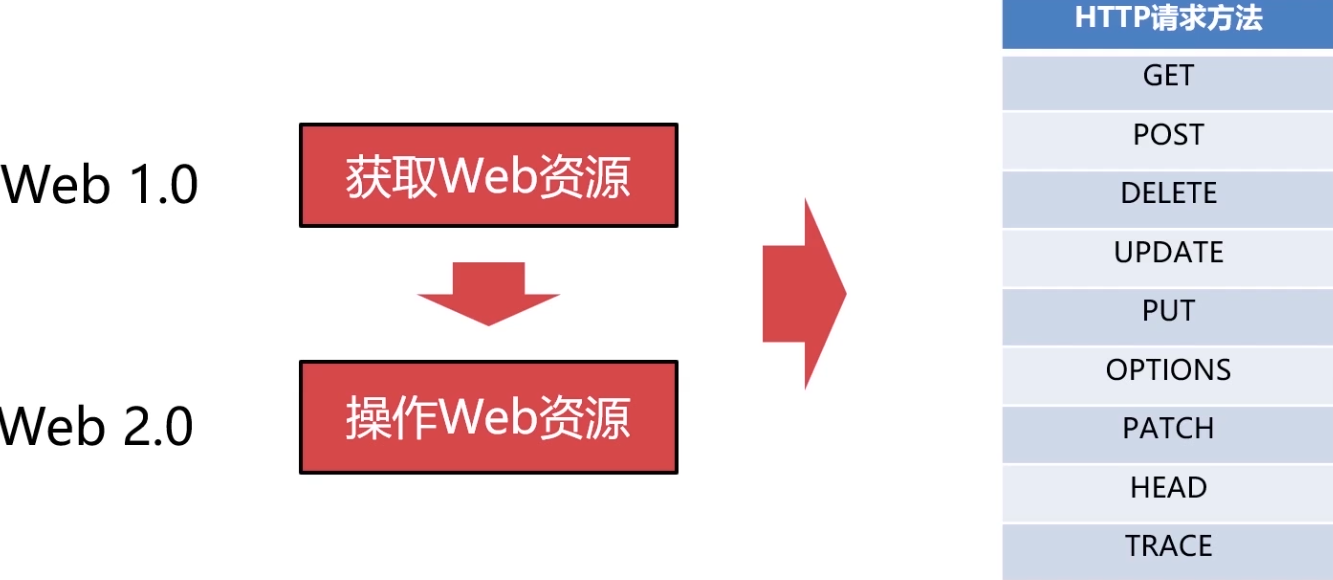 Web 1.0
获取Web资源
Web 2.0
操作Web资源
HTTP请求方法
GET
POST
DELETE
UPDATE
PUT
OPTIONS
PATCH
HEAD
TRACE